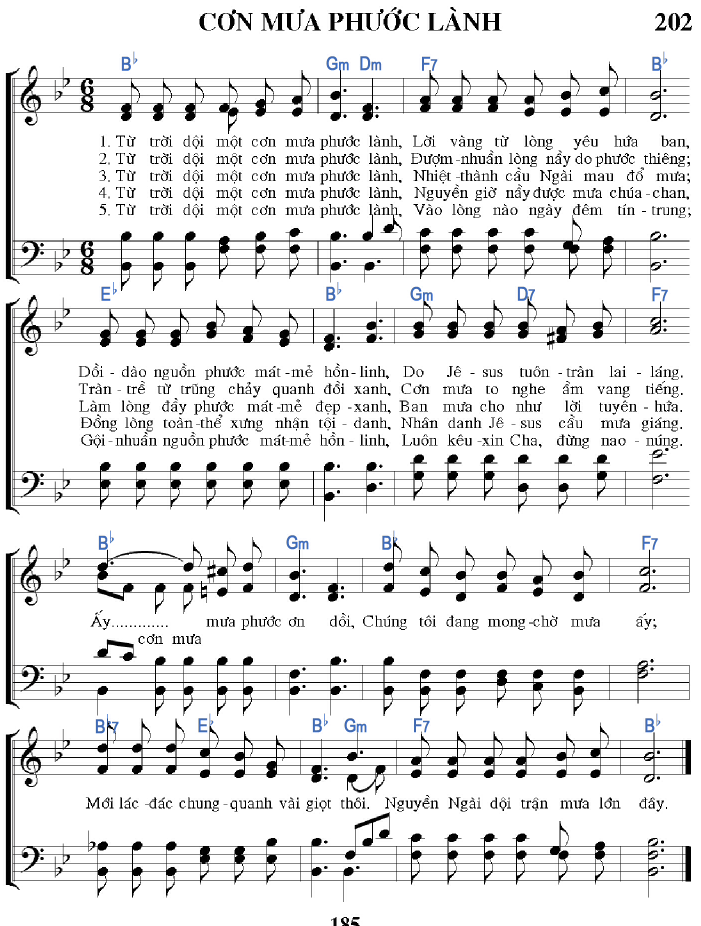 CƠN MƯA PHƯỚC LÀNH 202
B♭ Gm Dm F7 B♭
1. Từ trời dội một cơn mưa phước lành, Lời vàng từ lòng yêu hứa ban,
2. Từ trời dội một cơn mưa phước lành, Đượm-nhuần lòng nầy do phước thiêng;
3. Từ trời dội một cơn mưa phước lành, Nhiệt-thành cầu Ngài mau đổ mưa;
4. Từ trời dội một cơn mưa phước lành, Nguyền giờ nầy được mưa chúa-chan,
5. Từ trời dội một cơn mưa phước lành, Vào lòng nào ngày đêm tín-trung;
E♭ B♭ Gm D7 F7
Dồi-dào nguồn phước mát-mẻ hồn-linh, Do Jê-sus tuôn-tràn lai-láng.
Tràn-trề từ trũng chảy quanh đồi xanh, Cơn mưa to nghe ầm vang tiếng.
Làm lòng đầy phước mát-mẻ đẹp-xanh, Ban mưa cho như lời tuyên-hứa.
Đồng lòng toàn-thể xưng nhận tội-danh, Nhân danh Jê-sus cầu mưa giáng.
Gội-nhuần nguồn phước mát-mẻ hồn-linh, Luôn kêu-xin Cha, đừng nao-núng.
B♭ Gm B♭ F7
Ấy............. mưa phước ơn dồi, Chúng tôi đang mong-chờ mưa ấy;
cơn mưa
B♭7 E♭ B♭ Gm F7 B♭
Mới lác-đác chung-quanh vài giọt thôi. Nguyền Ngài dội trận mưa lớn đây.
185